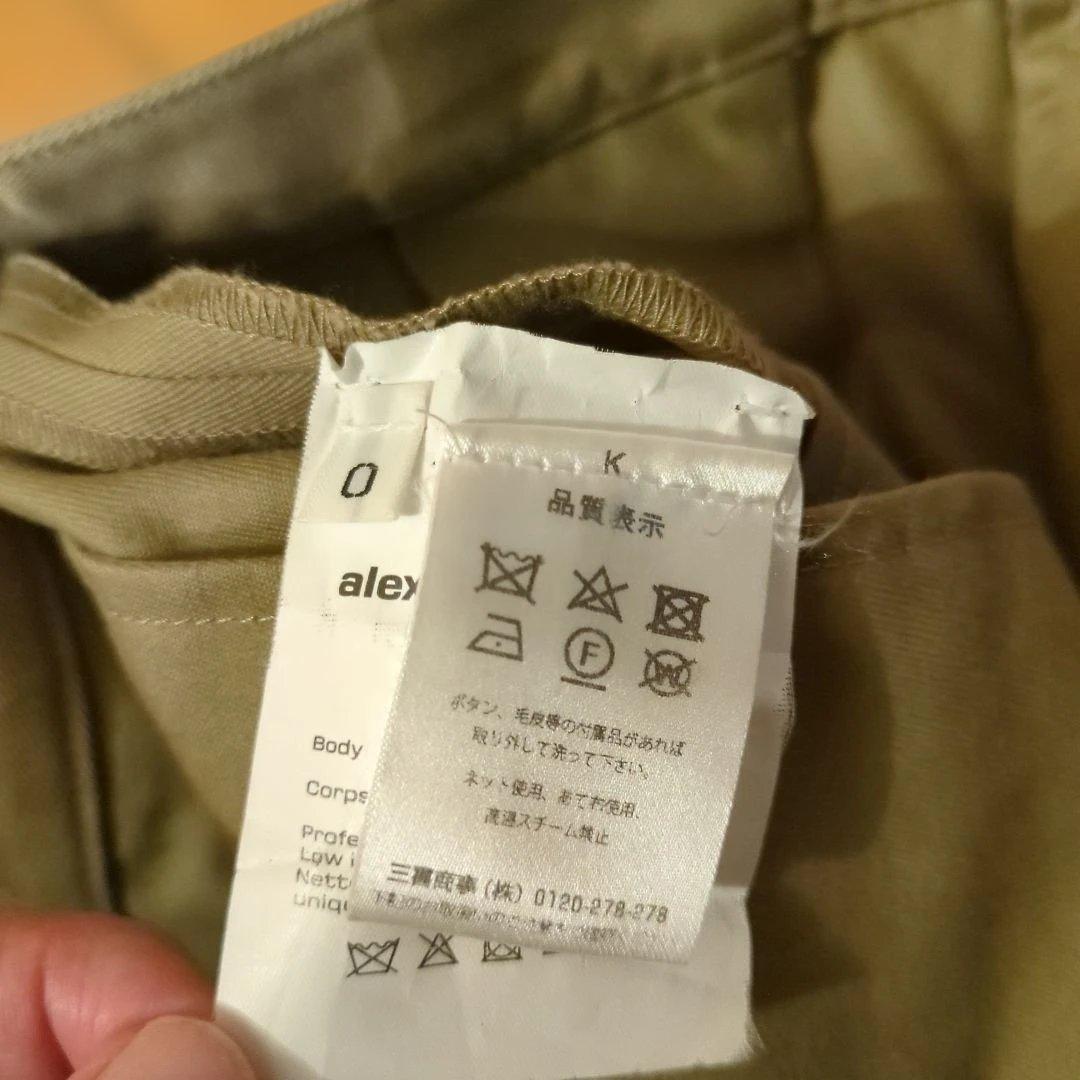 O
alex
Body
Corps
Profe
Low i
Nett
uniqu
K
品質表示
F
W
ボタン、毛皮等の付属品があれば
取り外して洗って下さい。
ネット使用、あて布使用、
高温スチーム禁止
三喜商事(株) 0120-278-278